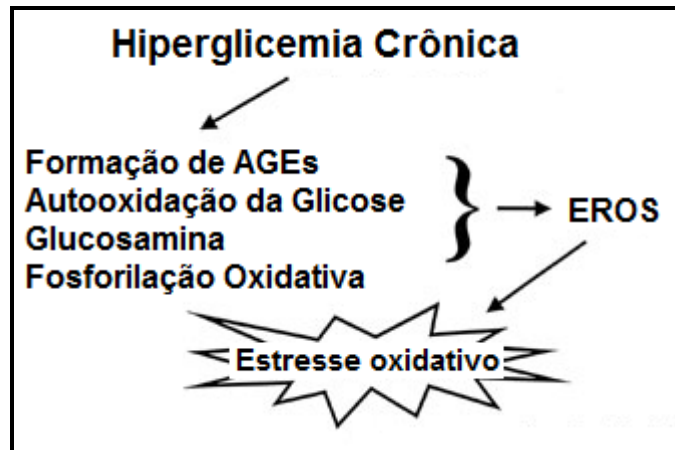 Hiperglicemia Crônica
Formação de AGEs
Autooxidação da Glicose
Glucosamina
Fosforilação Oxidativa
EROS
Estresse oxidativo